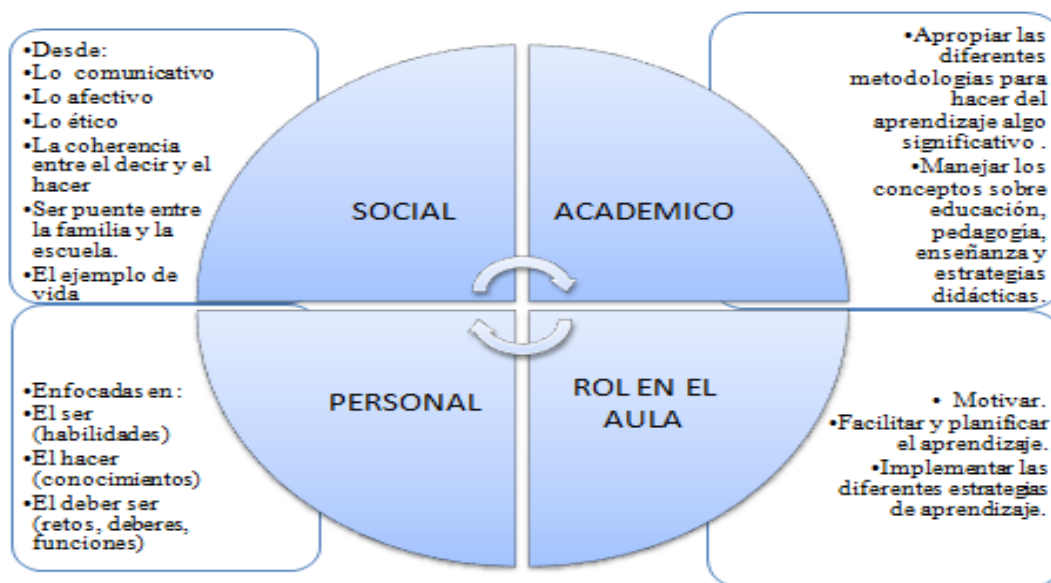 •Desde:
•Lo comunicativo
•Lo afectivo
•Lo ético
•La coherencia
entre el decir y el
hacer
•Ser puente entre
la familia y la
escuela.
•El ejemplo de
vida
SOCIAL
ACADEMICO
•Apropiar las
diferentes
metodologias para
hacer del
aprendizaje algo
significativo .
•Manejar los
conceptos sobre
educación,
pedagogía,
enseñanza y
estrategias
didácticas.
•Enfocadas en :
•El ser
(habilidades)
•El hacer
(conocimientos)
•El deber ser
(retos, deberes,
funciones)
PERSONAL
ROL EN EL
AULA
• Motivar.
•Facilitar y planificar
el aprendizaje.
•Implementar las
diferentes estrategias
de aprendizaje.